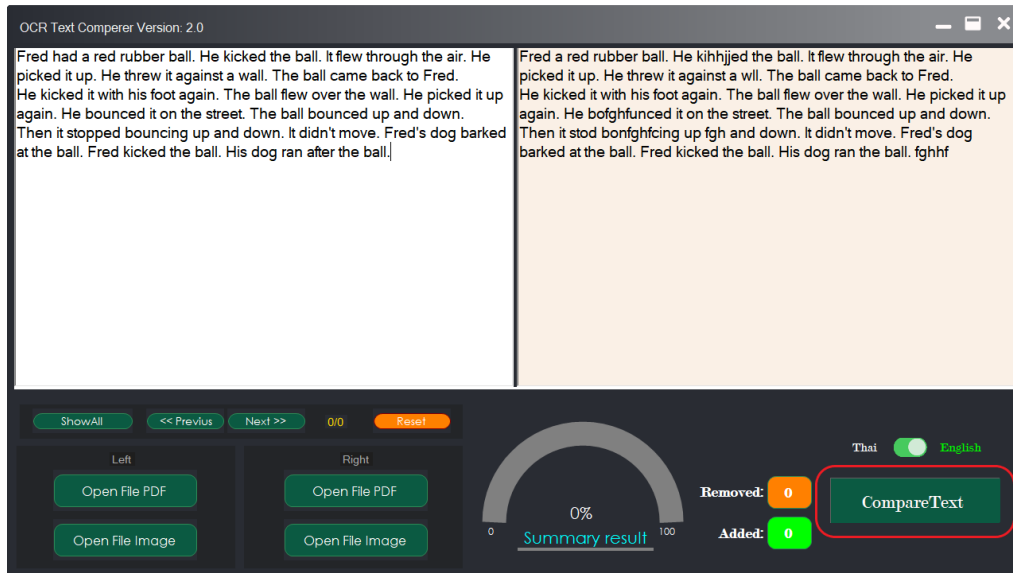 OCR Text Comperer Version: 2.0
Fred had a red rubber ball. He kicked the ball. It flew through the air. He
picked it up. He threw it against a wall. The ball came back to Fred.
He kicked it with his foot again. The ball flew over the wall. He picked it up
again. He bounced it on the street. The ball bounced up and down.
Then it stopped bouncing up and down. It didn't move. Fred's dog barked
at the ball. Fred kicked the ball. His dog ran after the ball.
Fred a red rubber ball. He kihhjjed the ball. It flew through the air. He
picked it up. He threw it against a wll. The ball came back to Fred.
He kicked it with his foot again. The ball flew over the wall. He picked it up
again. He bofghfunced it on the street. The ball bounced up and down.
Then it stod bonfghfcing up fgh and down. It didn't move. Fred's dog
barked at the ball. Fred kicked the ball. His dog ran the ball. fghhf
ShowAll << Previus Next >> 0/0 Reset
Left
Open File PDF
Open File Image
Right
Open File PDF
Open File Image
0%
0 100
Summary result
Removed: 0
Added: 0
Thai English
CompareText